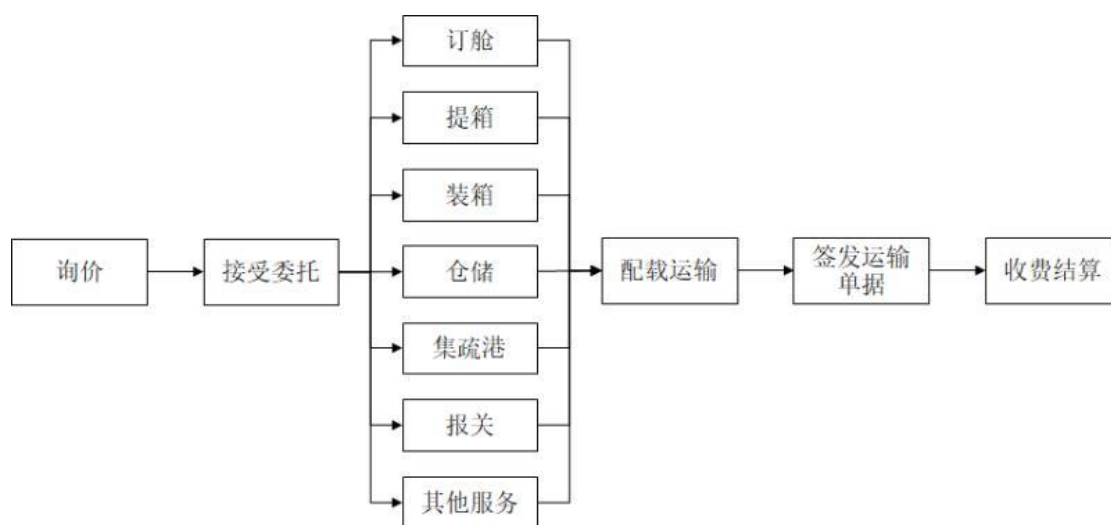 询价
接受委托
订舱
提箱
装箱
仓储
集疏港
报关
其他服务
配载运输
签发运输
单据
收费结算